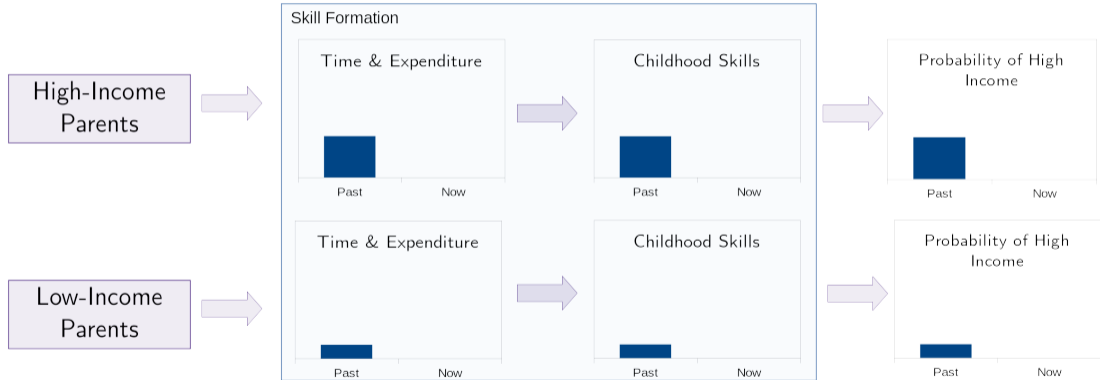 Skill Formation
High-Income
Parents
Time & Expenditure
Past Now
Childhood Skills
Past Now
Probability of High
Income
Past Now
Low-Income
Parents
Time & Expenditure
Past Now
Childhood Skills
Past Now
Probability of High
Income
Past Now